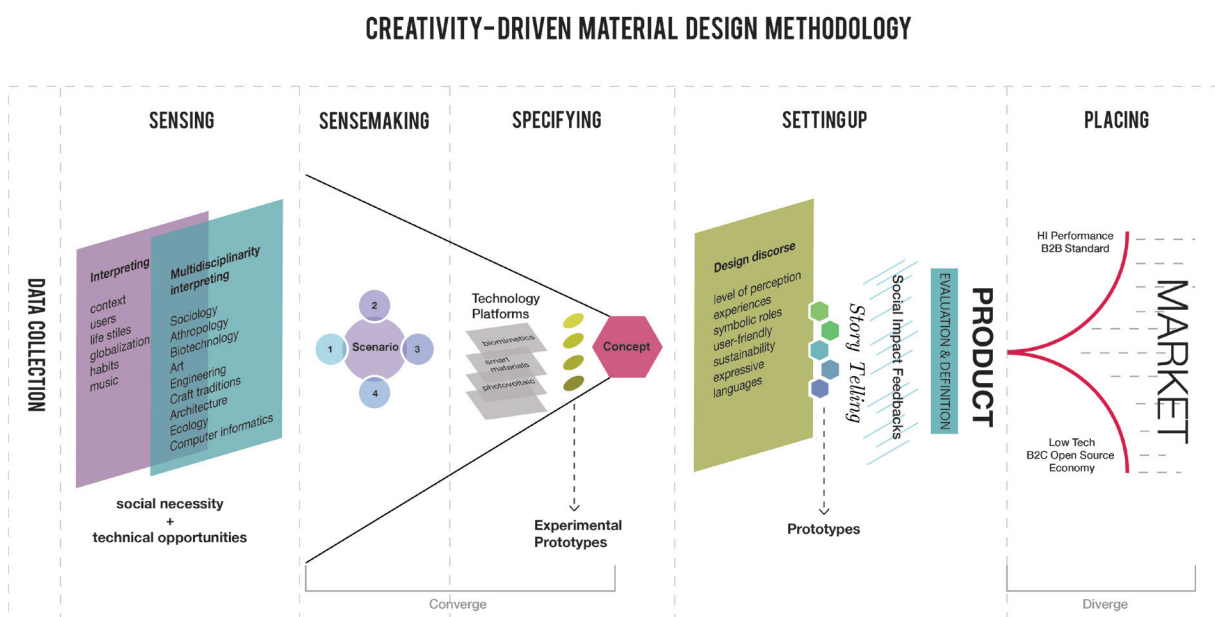 CREATIVITY-DRIVEN MATERIAL DESIGN METHODOLOGY
DATA COLLECTION
SENSING
Interpreting
context
users
life stiles
globalization
habits
music
Multidisciplinarity
interpreting
Sociology
Athropology
Biotechnology
Art
Engineering
Craft traditions
Architecture
Ecology
Computer informatics
social necessity
+
technical opportunities
SENSEMAKING
1
2
Scenario
3
4
SPECIFYING
Technology
Platforms
biomimetics
smart
materials
photovoltaic
Concept
Experimental
Prototypes
Converge
SETTING UP
Design discorse
level of perception
experiences
symbolic roles
user-friendly
sustainability
expressive
languages
Prototypes
Story Telling
Social Impact Feedbacks
EVALUATION & DEFINITION
PRODUCT
PLACING
HI Performance
B2B Standard
Low Tech
B2C Open Source
Economy
MARKET
Diverge